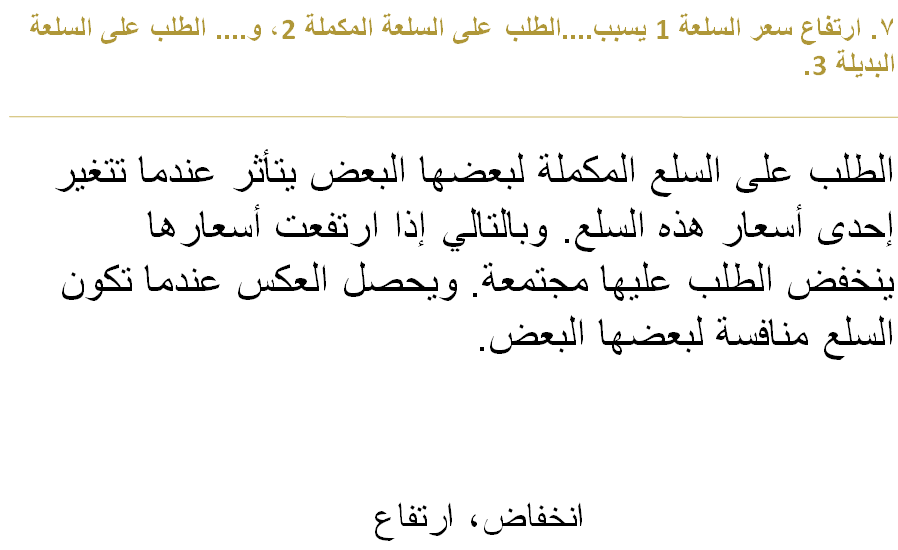 ٧. ارتفاع سعر السلعة 1 يسبب....الطلب على السلعة المكملة 2، و.... الطلب على السلعة
البديلة 3.
الطلب على السلع المكملة لبعضها البعض يتأثر عندما تتغير
إحدى أسعار هذه السلع. وبالتالي إذا ارتفعت أسعارها
ينخفض الطلب عليها مجتمعة. ويحصل العكس عندما تكون
السلع منافسة لبعضها البعض.
انخفاض، ارتفاع